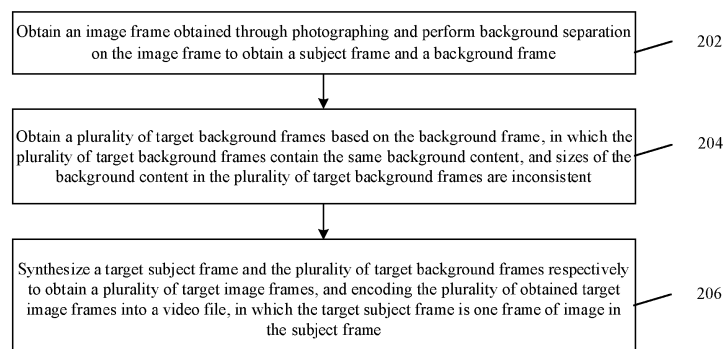 Obtain an image frame obtained through photographing and perform background separation
on the image frame to obtain a subject frame and a background frame
202
Obtain a plurality of target background frames based on the background frame, in which the
plurality of target background frames contain the same background content, and sizes of the
background content in the plurality of target background frames are inconsistent
204
Synthesize a target subject frame and the plurality of target background frames respectively
to obtain a plurality of target image frames, and encoding the plurality of obtained target
image frames into a video file, in which the target subject frame is one frame of image in
the subject frame
206